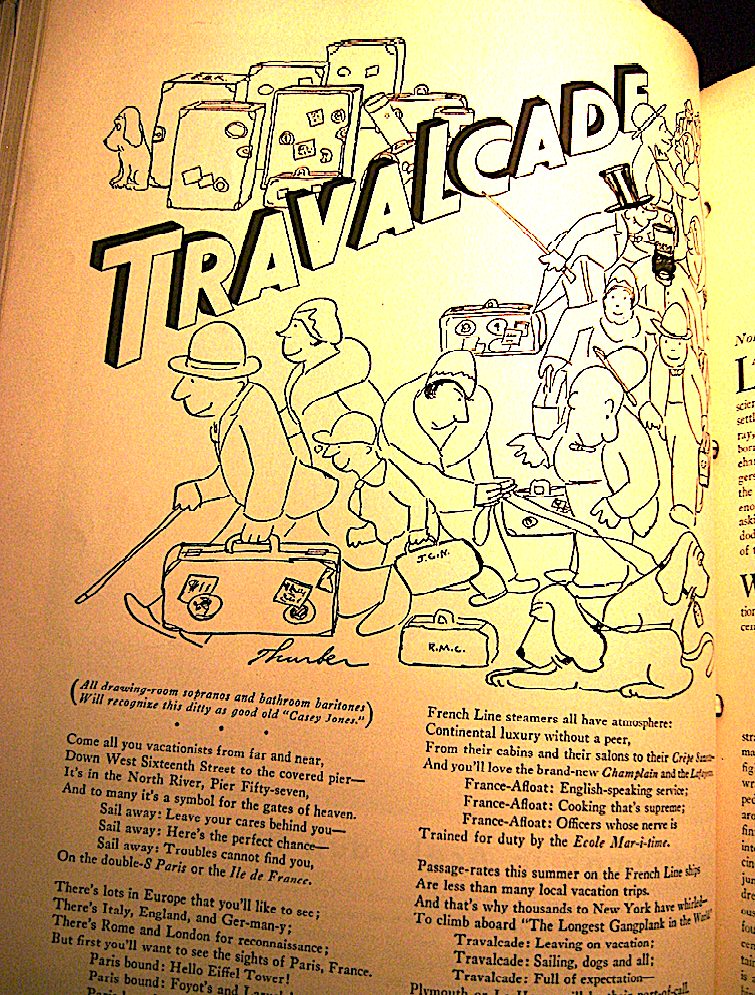 TRAVALCADE
J.G.N.
R.M.C.
Thurber
(All drawing-room sopranos and bathroom baritones
Will recognize this ditty as good old "Casey Jones.")
Come all you vacationists from far and near,
Down West Sixteenth Street to the covered pier—
It's in the North River, Pier Fifty-seven,
And to many it's a symbol for the gates of heaven.
Sail away: Leave your cares behind you—
Sail away: Here's the perfect chance—
Sail away: Troubles cannot find you,
On the double-S Paris or the Ile de France.
There's lots in Europe that you'll like to see;
There's Italy, England, and Ger-man-y;
There's Rome and London for reconnaissance;
But first you'll want to see the sights of Paris, France.
Paris bound: Hello Eiffel Tower!
Paris bound: Foyot's and
French Line steamers all have atmosphere:
Continental luxury without a peer,
From their cabins and their salons to their Crêpe
And you'll love the brand-new Champlain and the
France-Afloat: English-speaking service;
France-Afloat: Cooking that's supreme;
France-Afloat: Officers whose nerve is
Trained for duty by the Ecole Mar-i-time.
Passage-rates this summer on the French Line ships
Are less than many local vacation trips.
And that's why thousands to New York have whirled—
To climb aboard "The Longest Gangplank in the World"
Travalcade: Leaving on vacation;
Travalcade: Sailing, dogs and all;
Travalcade: Full of expectation—
Plymouth or